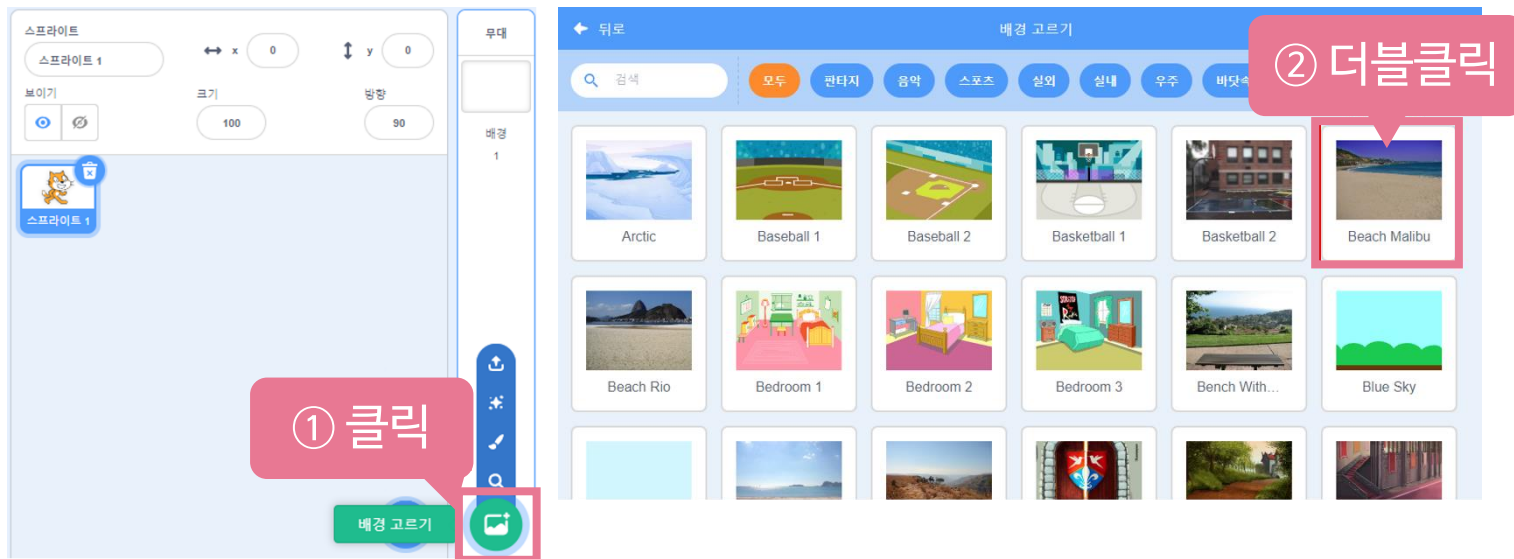 스프라이트
스프라이트 1
x 0
y 0
보이기
크기
방향
100
90
스프라이트 1
무대
배경
1
① 클릭
배경 고르기
뒤로
배경 고르기
검색
모두 판타지 음악 스포츠 실외 실내 우주 바닷속
② 더블클릭
Arctic
Baseball 1
Baseball 2
Basketball 1
Basketball 2
Beach Malibu
Beach Rio
Bedroom 1
Bedroom 2
Bedroom 3
Bench With...
Blue Sky